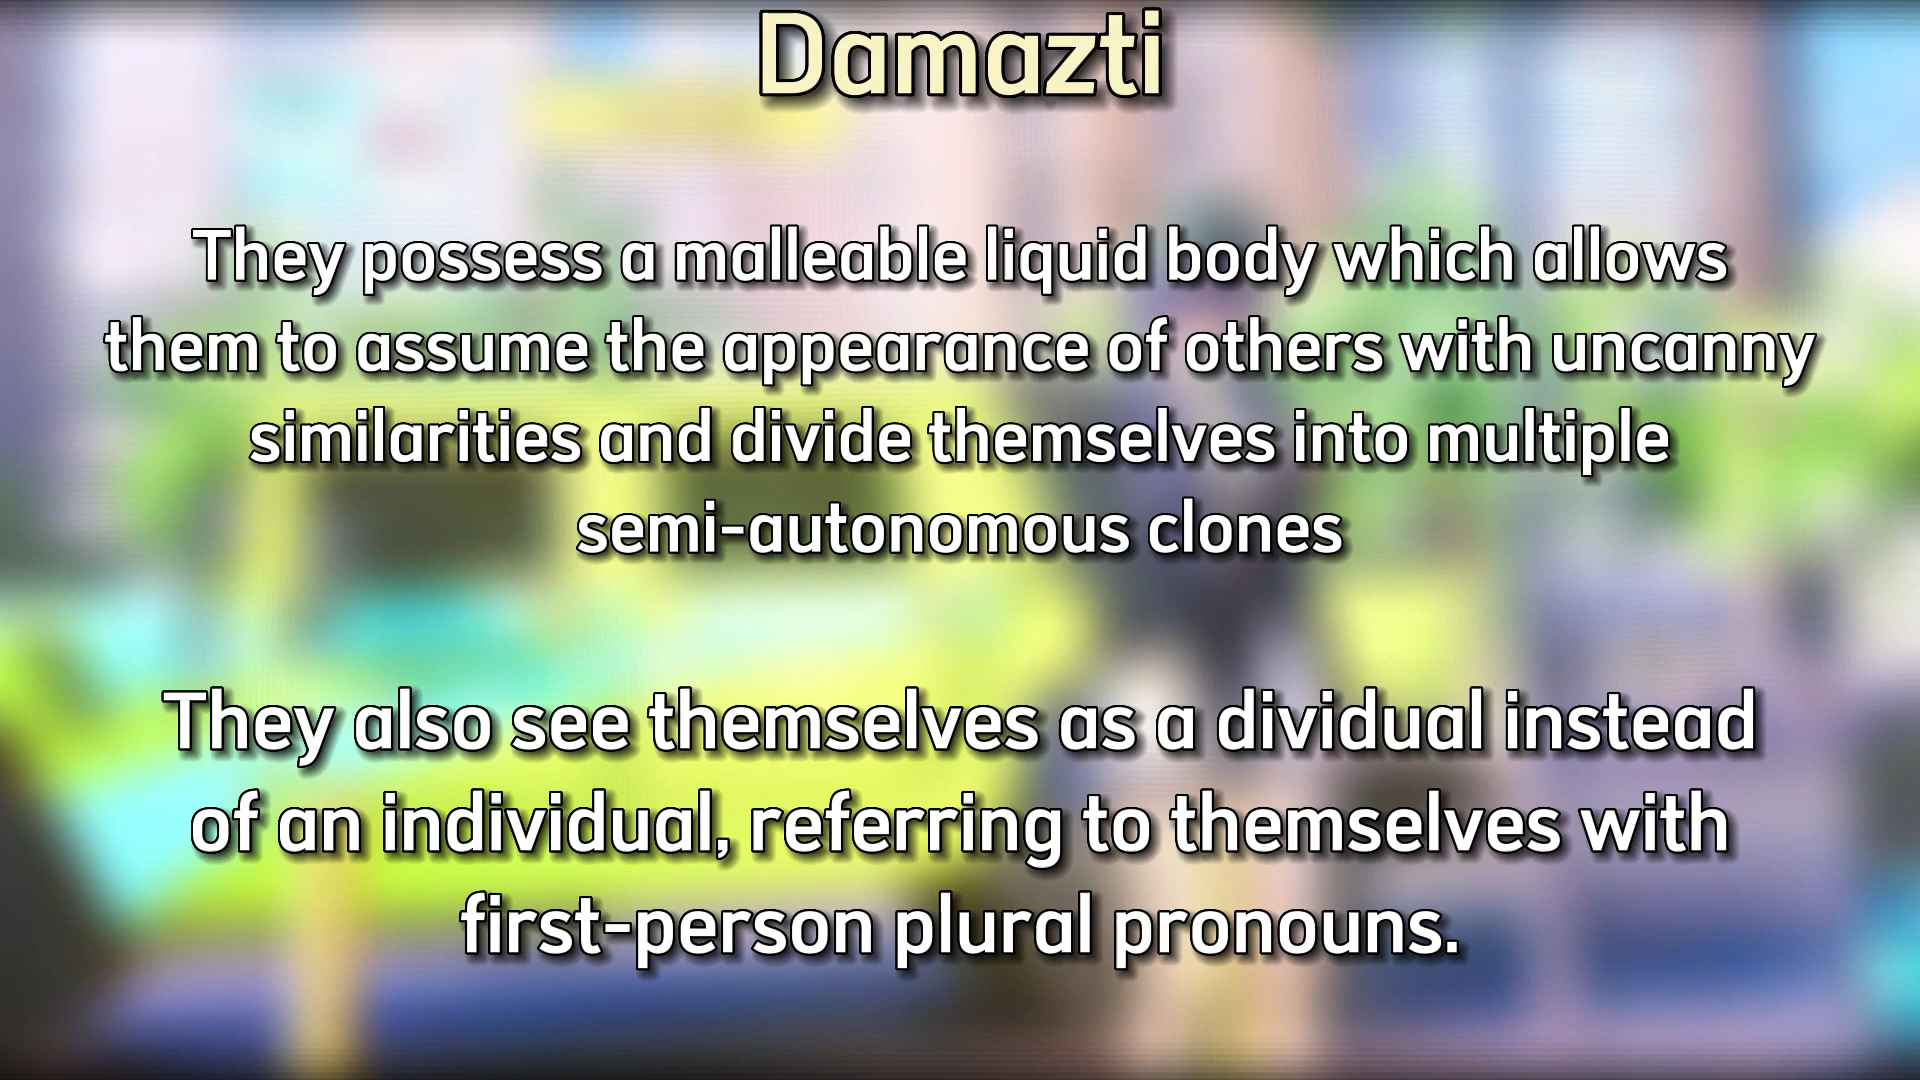 Damazti
They possess a malleable liquid body which allows
them to assume the appearance of others with uncanny
similarities and divide themselves into multiple
semi-autonomous clones
They also see themselves as a dividual instead
of an individual, referring to themselves with
first-person plural pronouns.